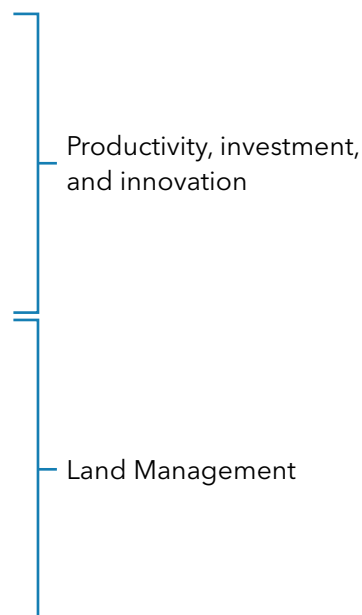 Productivity, investment,
and innovation
Land Management